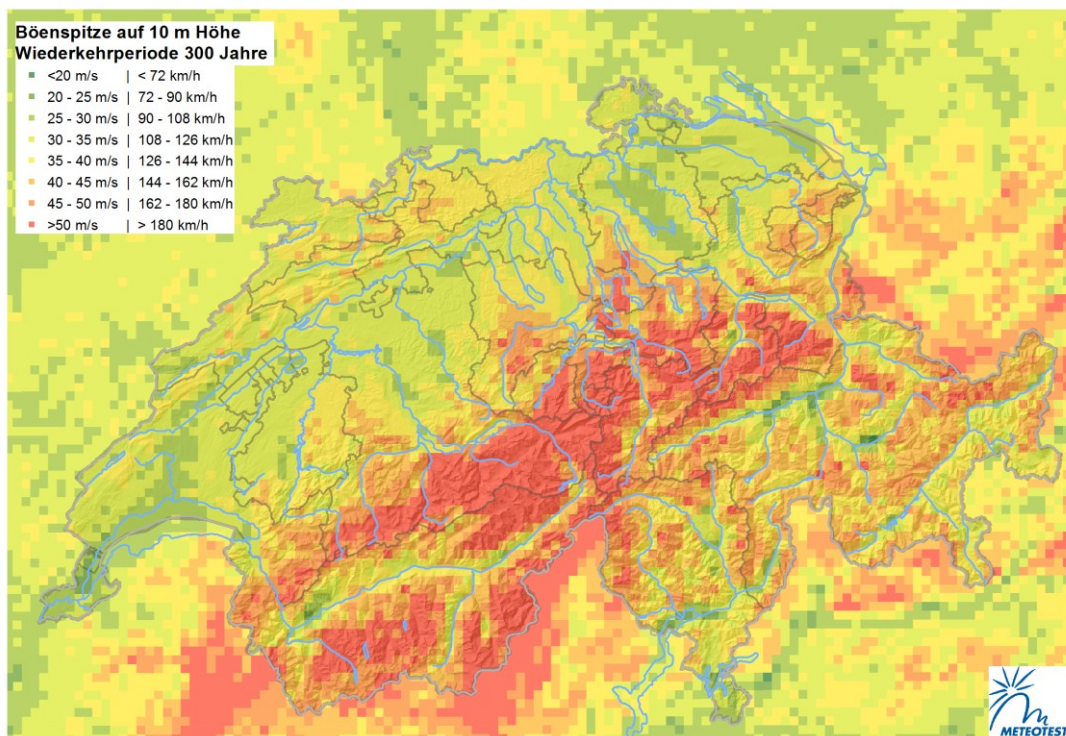 Böenspitze auf 10 m Höhe
Wiederkehrperiode 300 Jahre
<20 m/s | < 72 km/h
20 - 25 m/s | 72 - 90 km/h
25 - 30 m/s | 90 - 108 km/h
30 - 35 m/s | 108 - 126 km/h
35 - 40 m/s | 126 - 144 km/h
40 - 45 m/s | 144 - 162 km/h
45 - 50 m/s | 162 - 180 km/h
>50 m/s | > 180 km/h
METEOTEST